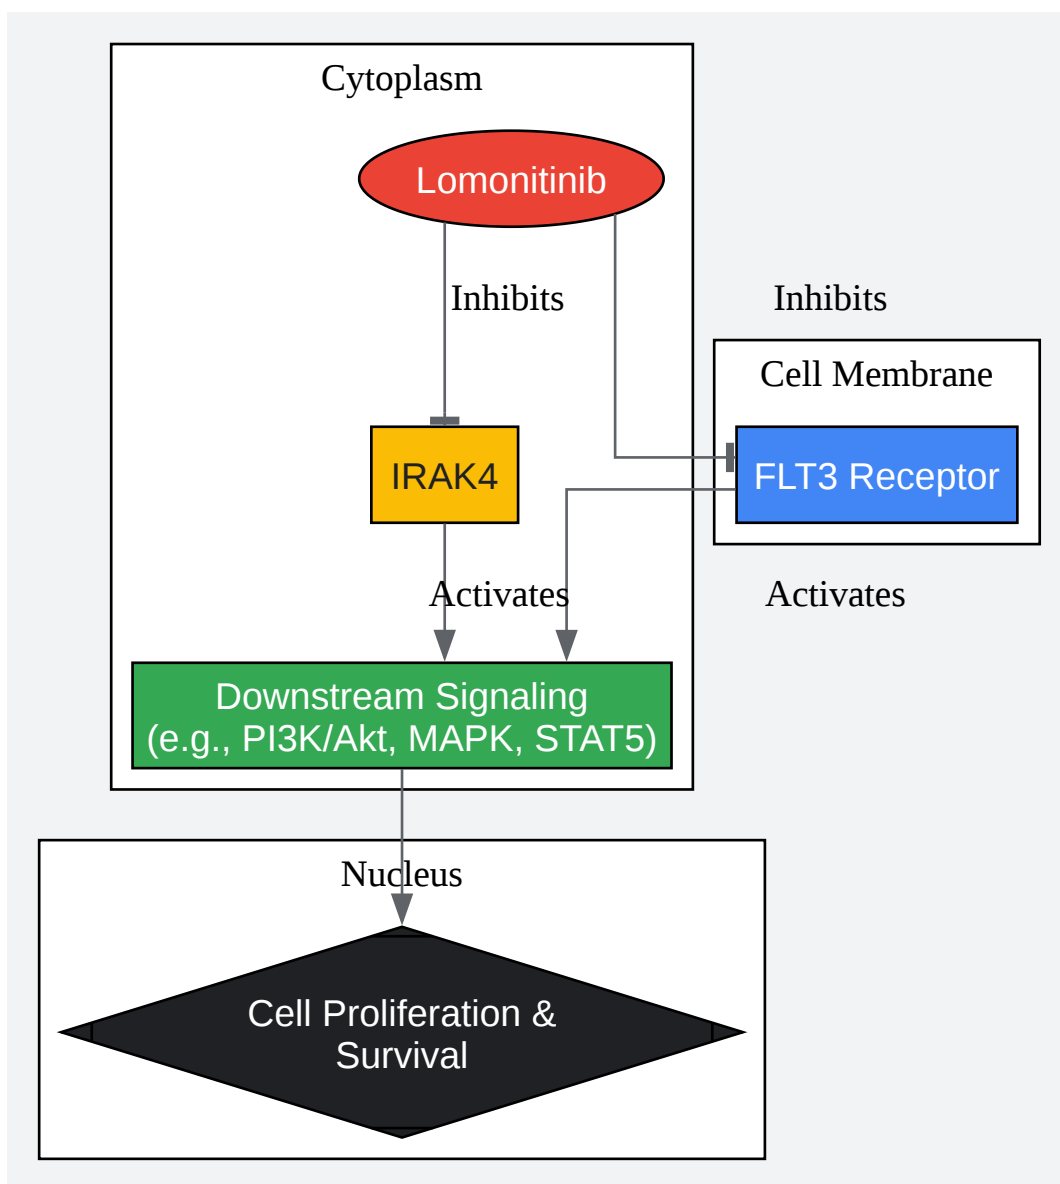 Cytoplasm
Lomonitinib
Inhibits
Inhibits
Cell Membrane
IRAK4
FLT3 Receptor
Activates
Activates
Downstream Signaling
(e.g., PI3K/Akt, MAPK, STAT5)
Nucleus
Cell Proliferation &
Survival